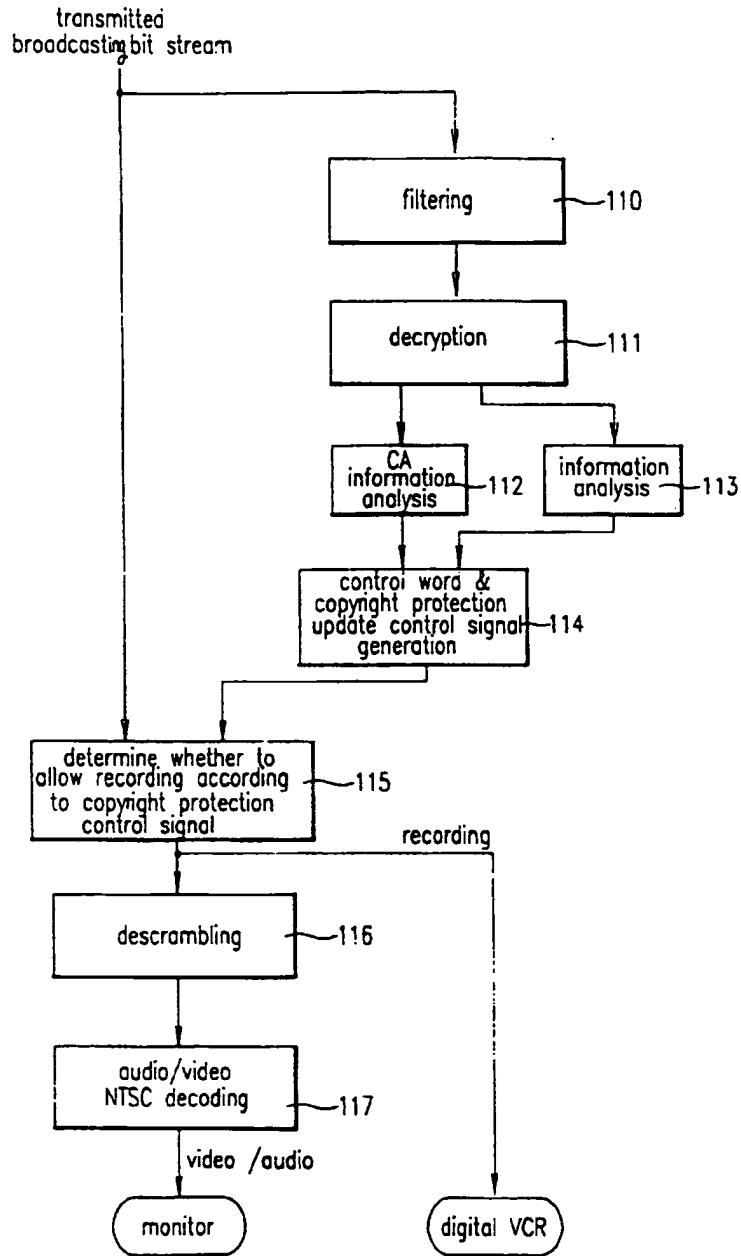 transmitted
broadcasting bit stream
filtering
110
decryption
111
CA
information
analysis
112
information
analysis
113
control word &
copyright protection
update control signal
generation
114
determine whether to
allow recording according
to copyright protection
control signal
115
recording
descrambling
116
audio/video
NTSC decoding
117
video /audio
monitor
digital VCR